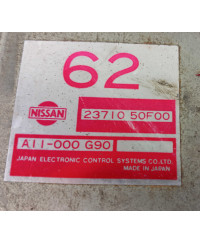 62
NISSAN
23710 50F00
A11-000 G90
JAPAN ELECTRONIC CONTROL SYSTEMS CO.,LTD.
MADE IN JAPAN